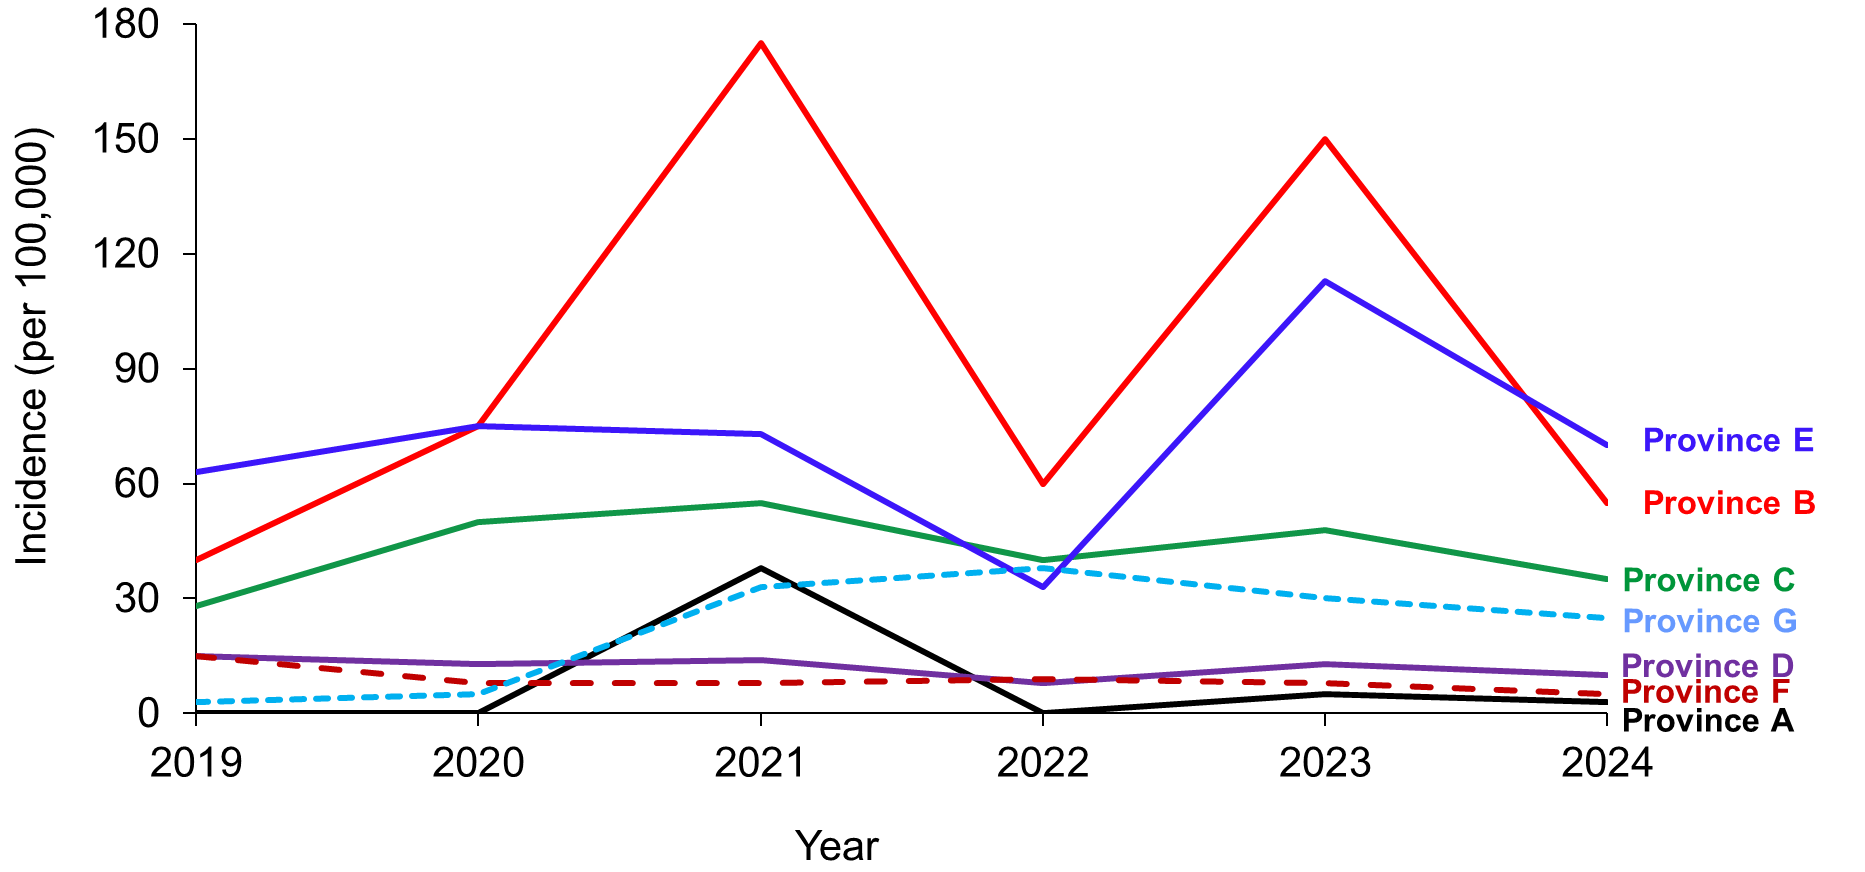 Incidence (per 100,000)
180
150
120
90
60
30
0
2019 2020 2021 2022 2023 2024
Year
Province E
Province B
Province C
Province G
Province D
Province F
Province A